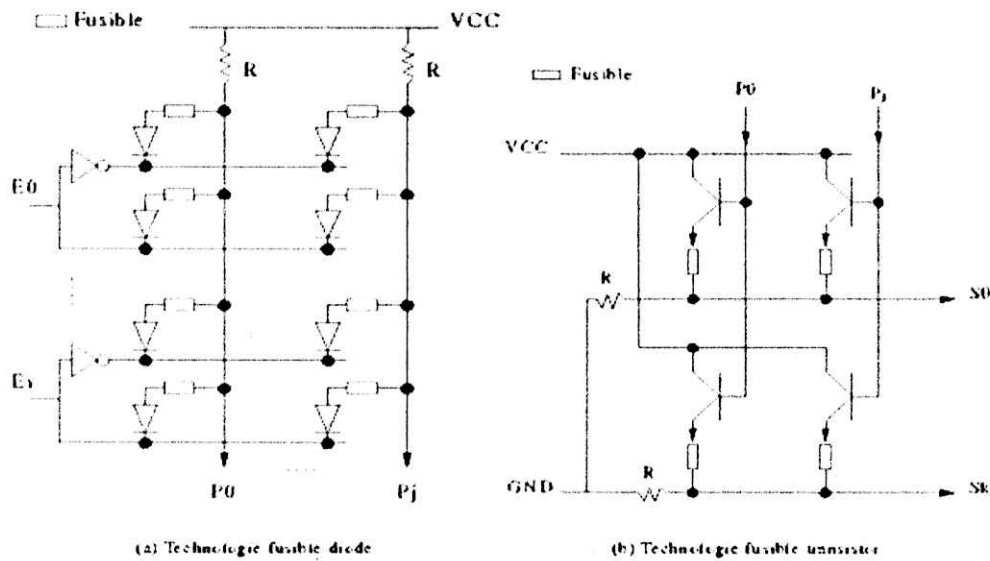 Fusible
VCC
R
R
E0
Ei
P0
Pj
(a) Technologie fusible diode
Fusible
P0
Pj
VCC
R
S0
GND
R
Sk
(b) Technologie fusible transistor